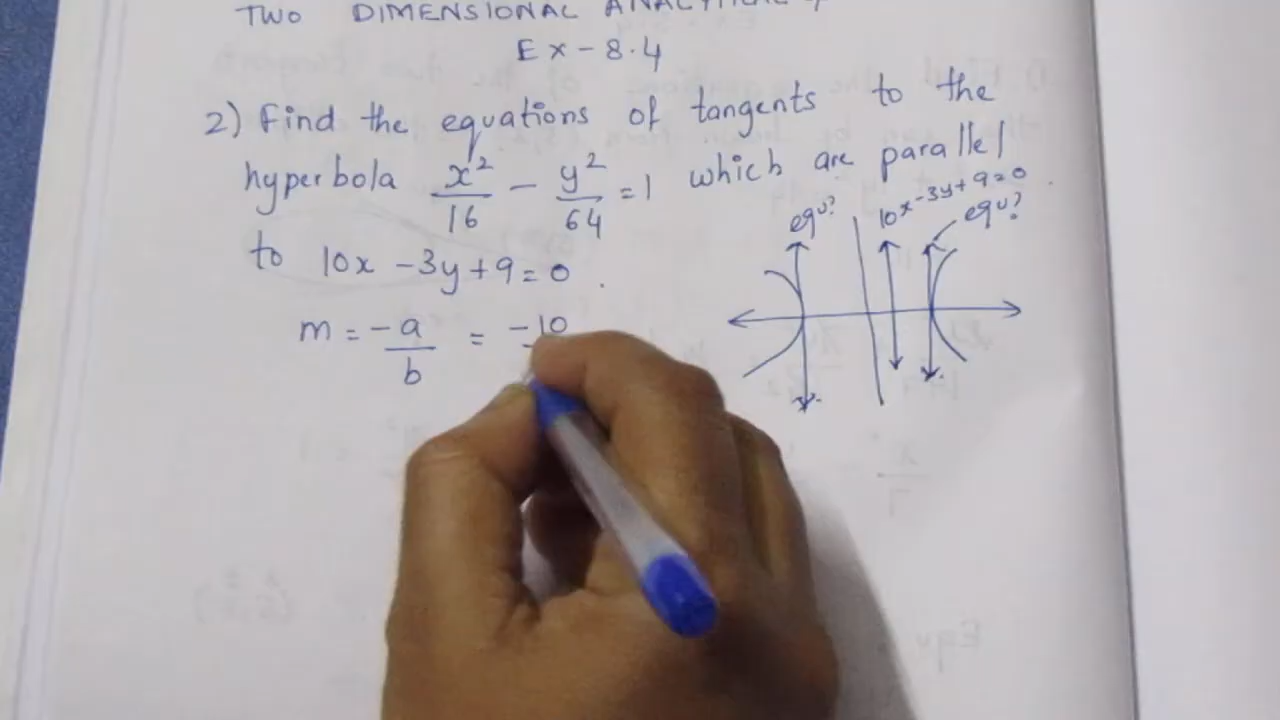 TWO DIMENSIONAL ANALYTICAL
Ex - 8.4
2) Find the equations of tangents to the
hyperbola x²/16 - y²/64 = 1 which are parallel
to 10x - 3y + 9 = 0 .
equ? 10x - 3y + 9 = 0 equ?
m = -a/b = -10